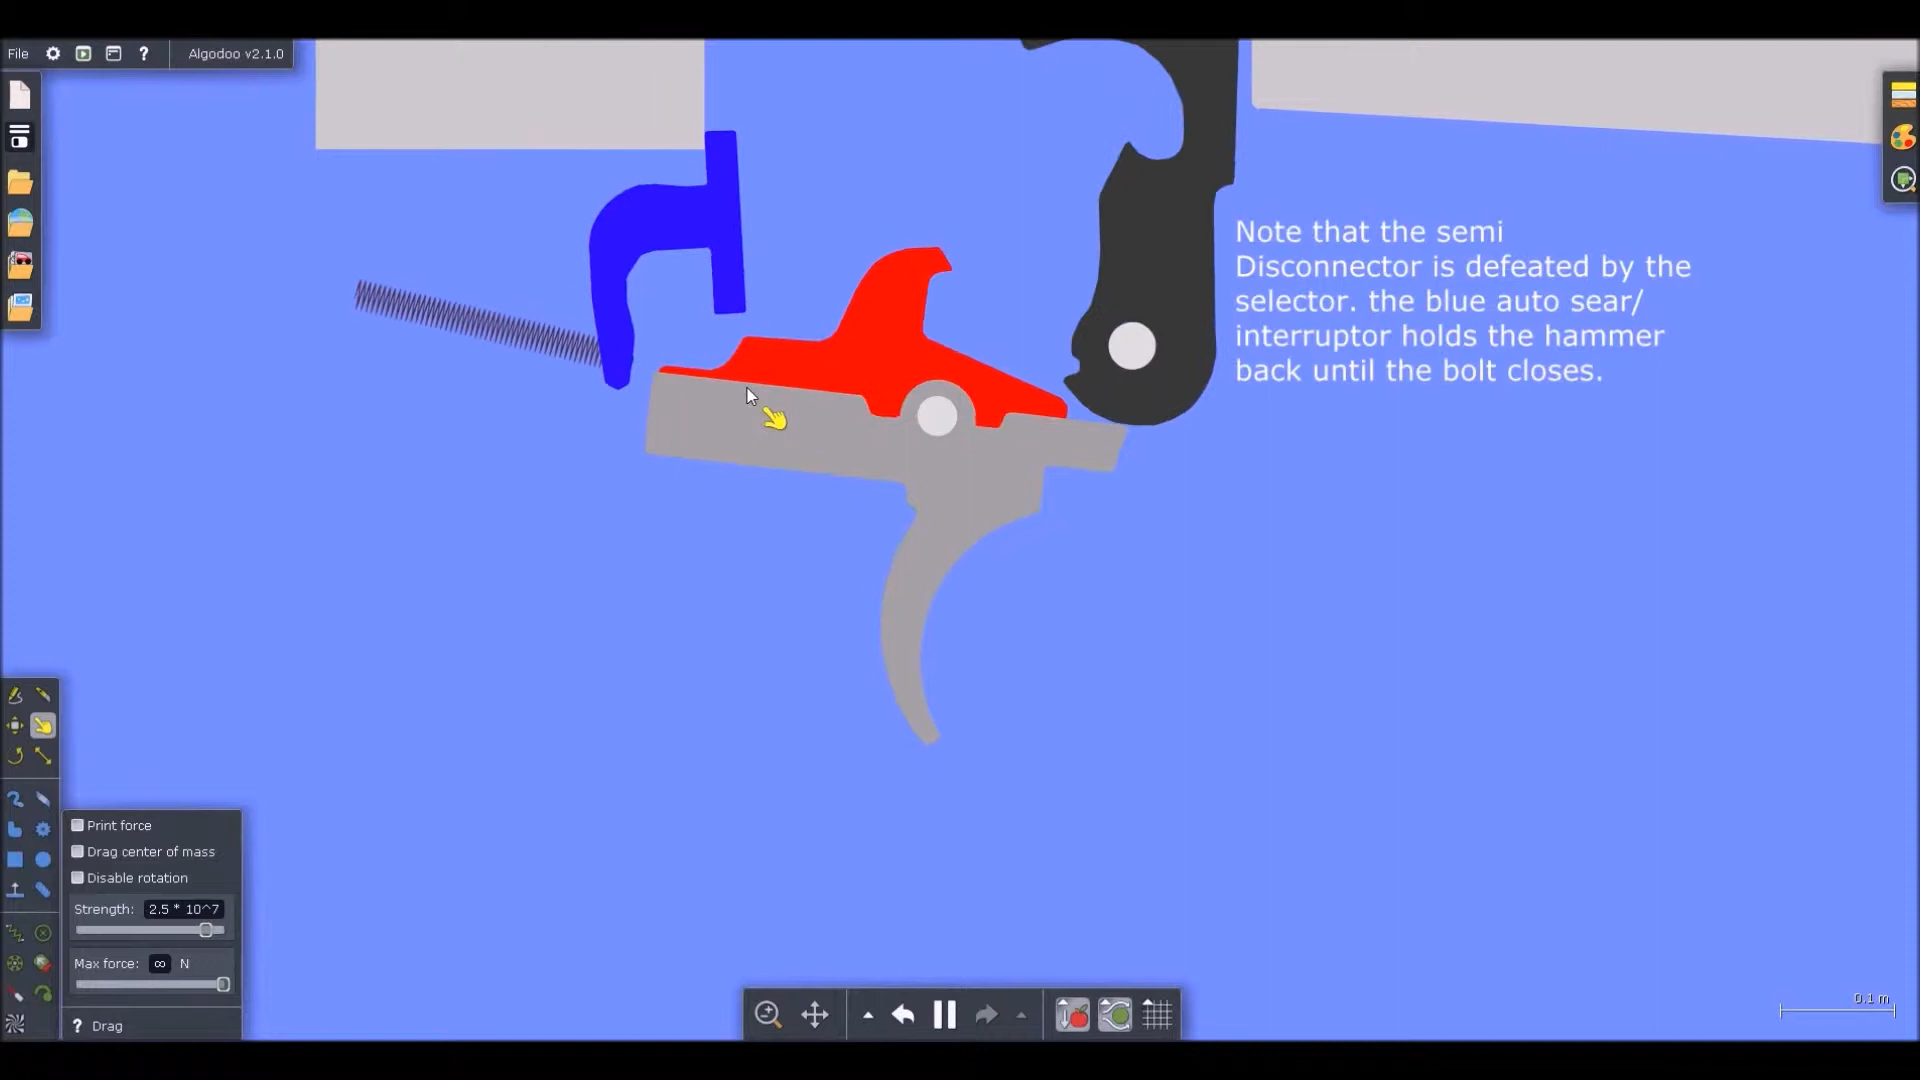 File
Algodoo v2.1.0
Note that the semi
Disconnector is defeated by the
selector. the blue auto sear/
interruptor holds the hammer
back until the bolt closes.
Print force
Drag center of mass
Disable rotation
Strength: 2.5 * 10^7
Max force: ∞ N
? Drag
0.1 m